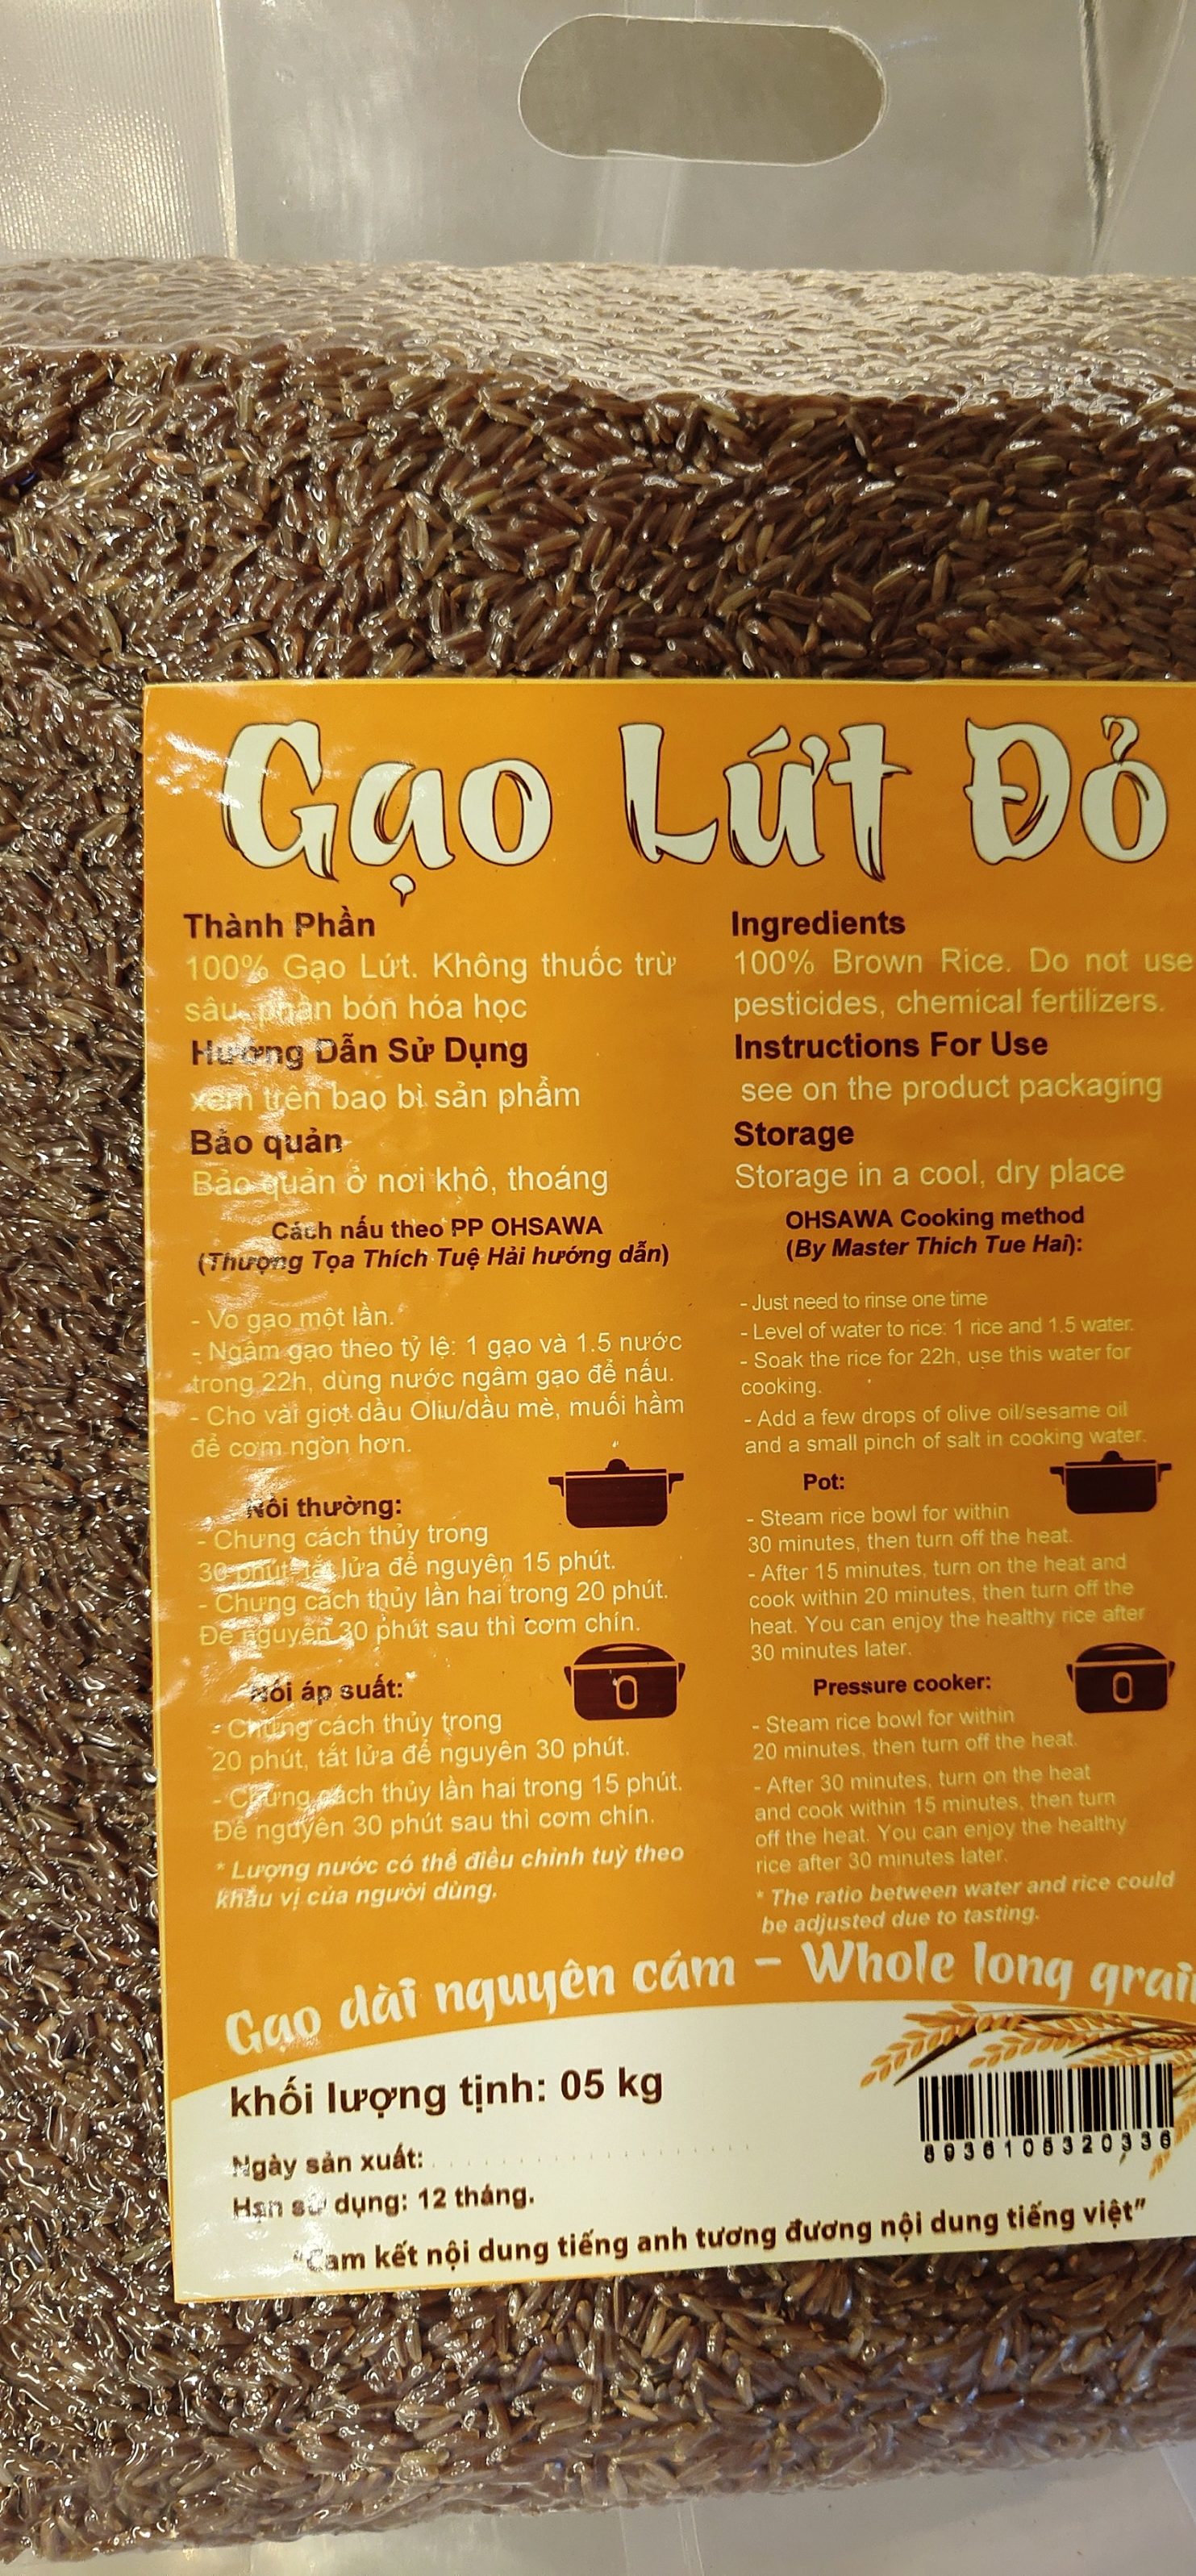 Gạo Lứt Đỏ
Thành Phần
100% Gạo Lứt. Không thuốc trừ
sâu, phân bón hóa học
Hướng Dẫn Sử Dụng
xem trên bao bì sản phẩm
Bảo quản
Bảo quản ở nơi khô, thoáng
Cách nấu theo PP OHSAWA
(Thượng Tọa Thích Tuệ Hải hướng dẫn)
- Vo gạo một lần.
- Ngâm gạo theo tỷ lệ: 1 gạo và 1.5 nước
trong 22h, dùng nước ngâm gạo để nấu.
- Cho vài giọt dầu Oliu/dầu mè, muối hầm
để cơm ngon hơn.
Nồi thường:
- Chưng cách thủy trong
30 phút, tắt lửa để nguyên 15 phút.
- Chưng cách thủy lần hai trong 20 phút.
Để nguyên 30 phút sau thì cơm chín.
Nồi áp suất:
- Chưng cách thủy trong
20 phút, tắt lửa để nguyên 30 phút.
- Chưng cách thủy lần hai trong 15 phút.
Để nguyên 30 phút sau thì cơm chín.
* Lượng nước có thể điều chỉnh tuỳ theo
khẩu vị của người dùng.
Ingredients
100% Brown Rice. Do not use
pesticides, chemical fertilizers.
Instructions For Use
see on the product packaging
Storage
Storage in a cool, dry place
OHSAWA Cooking method
(By Master Thich Tue Hai):
- Just need to rinse one time
- Level of water to rice: 1 rice and 1.5 water.
- Soak the rice for 22h, use this water for
cooking.
- Add a few drops of olive oil/sesame oil
and a small pinch of salt in cooking water.
Pot:
- Steam rice bowl for within
30 minutes, then turn off the heat.
- After 15 minutes, turn on the heat and
cook within 20 minutes, then turn off the
heat. You can enjoy the healthy rice after
30 minutes later.
Pressure cooker:
- Steam rice bowl for within
20 minutes, then turn off the heat.
- After 30 minutes, turn on the heat
and cook within 15 minutes, then turn
off the heat. You can enjoy the healthy
rice after 30 minutes later.
* The ratio between water and rice could
be adjusted due to tasting.
Gạo dài nguyên cám - Whole long grain
khối lượng tịnh: 05 kg
Ngày sản xuất:
Hạn sử dụng: 12 tháng.
8936105320336
"Cam kết nội dung tiếng anh tương đương nội dung tiếng việt"